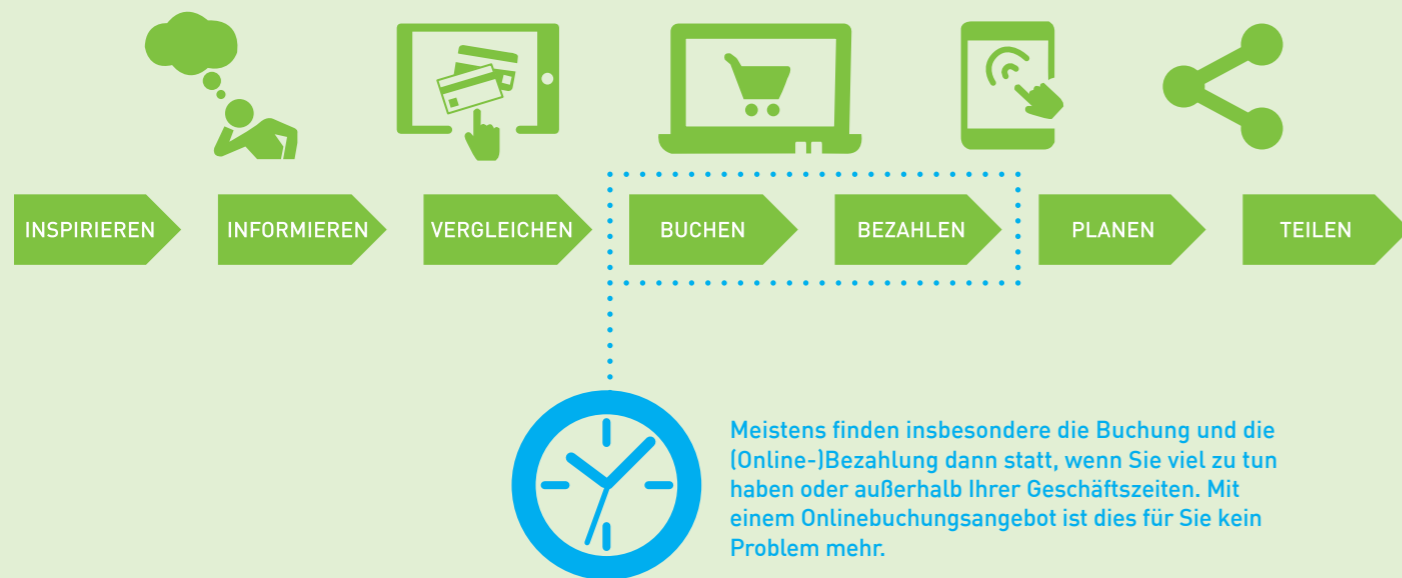 INSPIRIEREN
INFORMIEREN
VERGLEICHEN
BUCHEN
BEZAHLEN
PLANEN
TEILEN
Meistens finden insbesondere die Buchung und die
(Online-)Bezahlung dann statt, wenn Sie viel zu tun
haben oder außerhalb Ihrer Geschäftszeiten. Mit
einem Onlinebuchungsangebot ist dies für Sie kein
Problem mehr.